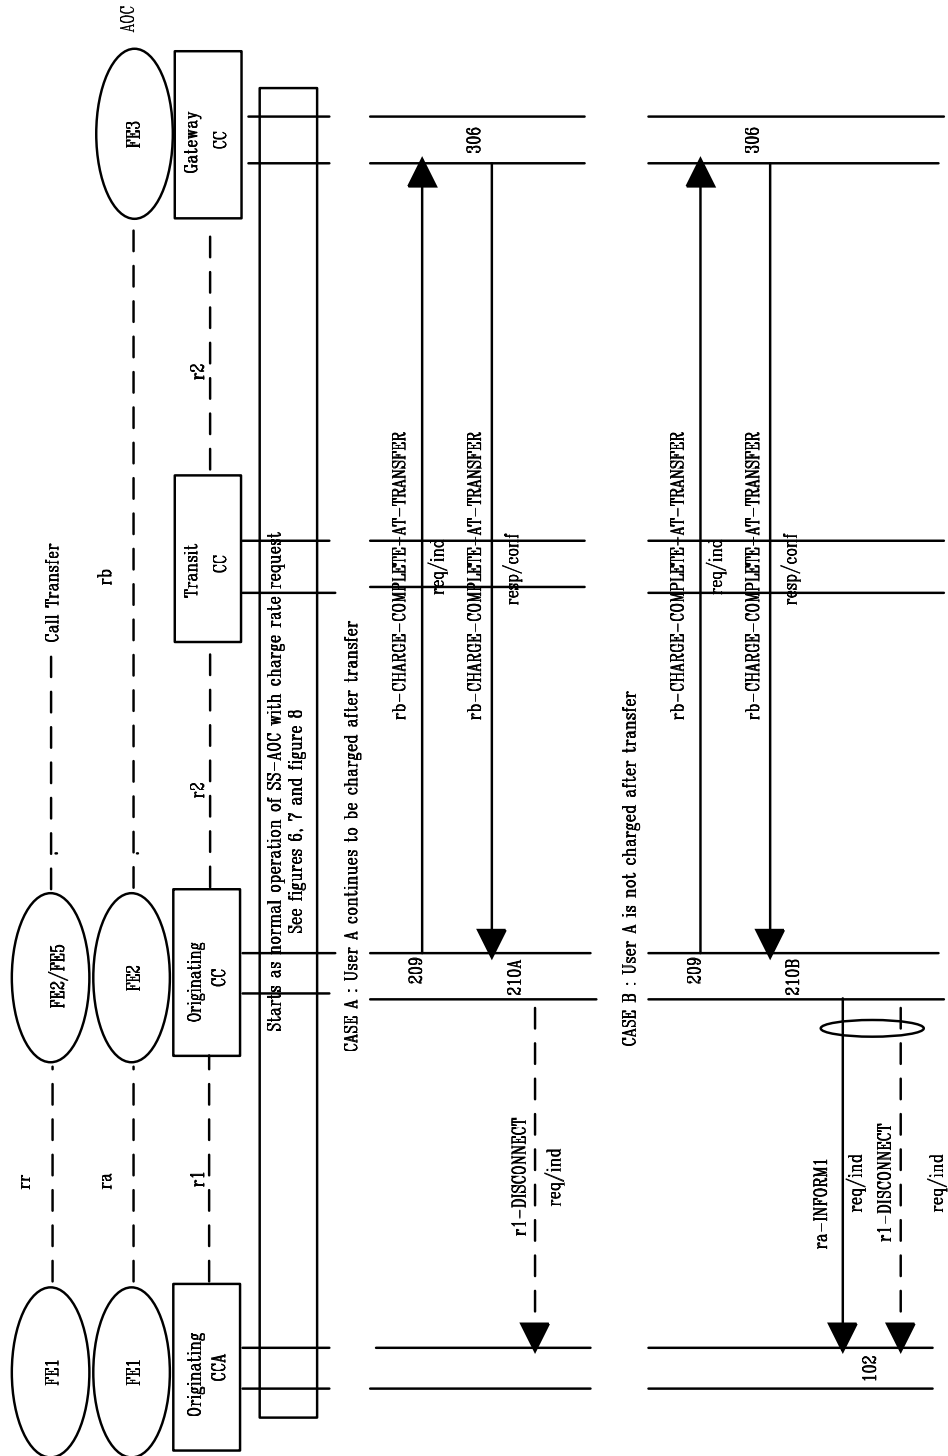 FE1
rr
FE2/FE5
Call Transfer
FE1
ra
FE2
rb
FE3
AOC
Originating
CCA
r1
Originating
CC
r2
Transit
CC
r2
Gateway
CC
Starts as normal operation of SS-AOC with charge rate request
See figures 6, 7 and figure 8
CASE A : User A continues to be charged after transfer
209
rb-CHARGE-COMPLETE-AT-TRANSFER
req/ind
306
rb-CHARGE-COMPLETE-AT-TRANSFER
resp/conf
210A
r1-DISCONNECT
req/ind
CASE B : User A is not charged after transfer
209
rb-CHARGE-COMPLETE-AT-TRANSFER
req/ind
306
rb-CHARGE-COMPLETE-AT-TRANSFER
resp/conf
210B
ra-INFORM1
req/ind
102
r1-DISCONNECT
req/ind